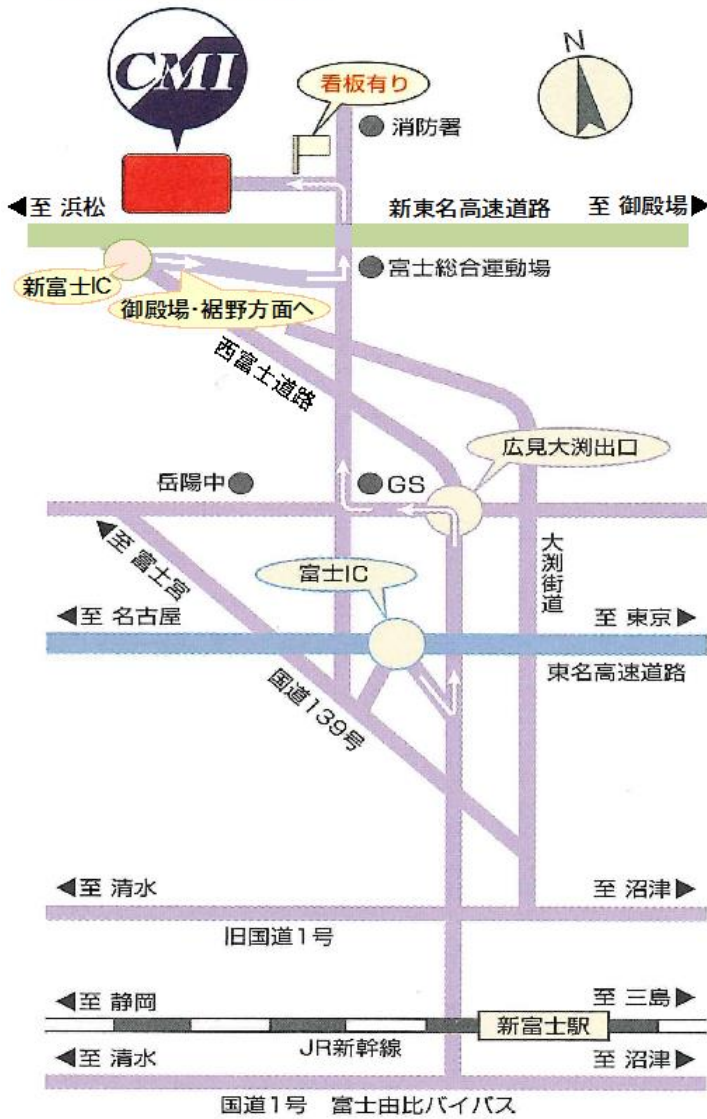 CMI
看板有り
N
消防署
至 浜松
新東名高速道路
至 御殿場
新富士IC
富士総合運動場
御殿場・裾野方面へ
西富士道路
広見大渕出口
岳陽中
GS
大渕街道
至 富士宮
富士IC
至 名古屋
至 東京
東名高速道路
国道139号
至 清水
至 沼津
旧国道1号
至 静岡
至 三島
新富士駅
JR新幹線
至 清水
至 沼津
国道1号 富士由比バイパス